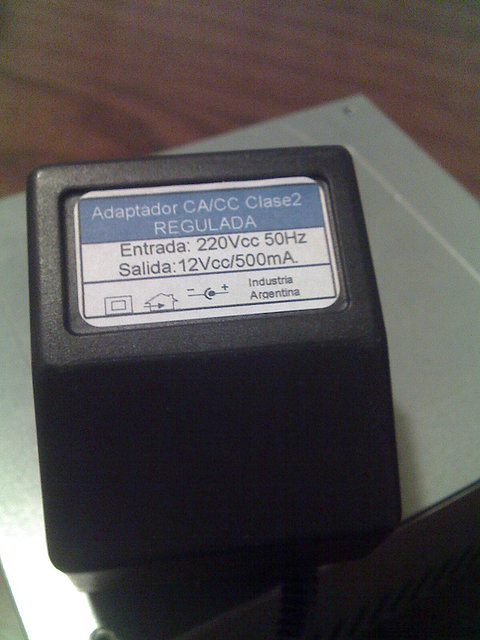 Adaptador CA/CC Clase2
REGULADA
Entrada: 220Vcc 50Hz
Salida:12Vcc/500mA.
- +
Industria
Argentina